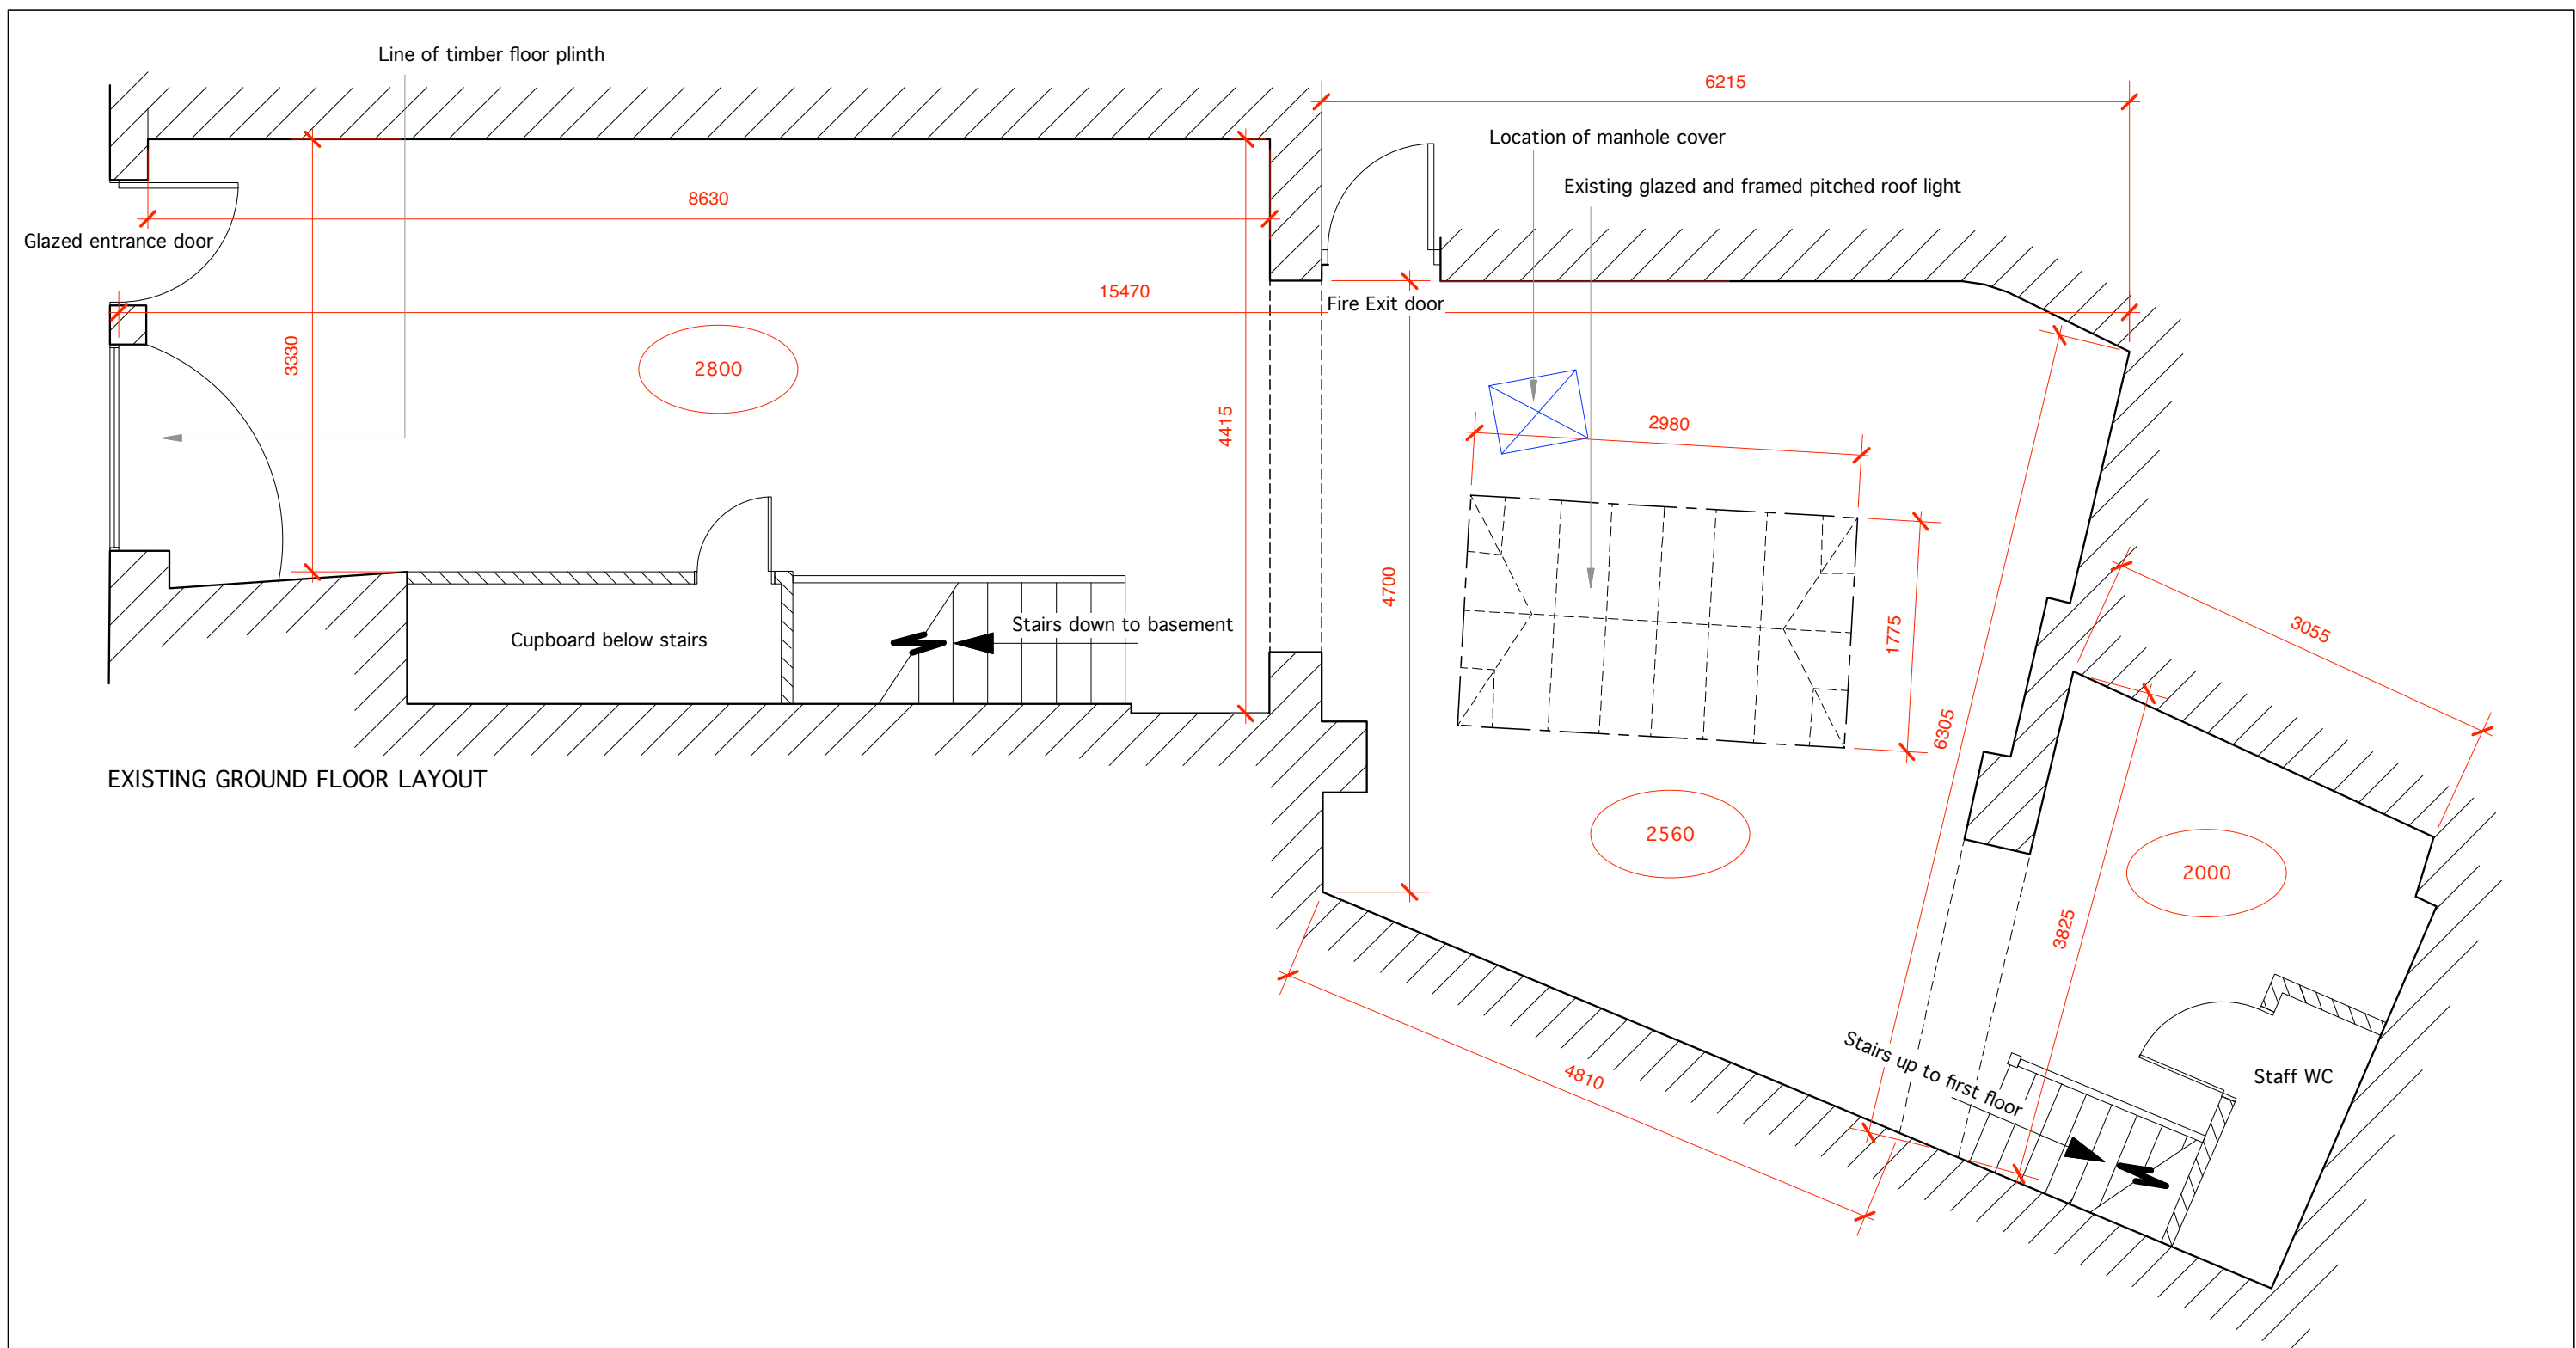 Line of timber floor plinth
6215
Location of manhole cover
Existing glazed and framed pitched roof light
8630
Glazed entrance door
15470
Fire Exit door
3330
2800
4415
2980
4700
1775
3055
Stairs down to basement
Cupboard below stairs
6305
EXISTING GROUND FLOOR LAYOUT
2560
2000
3825
Stairs up to first floor
4810
Staff WC